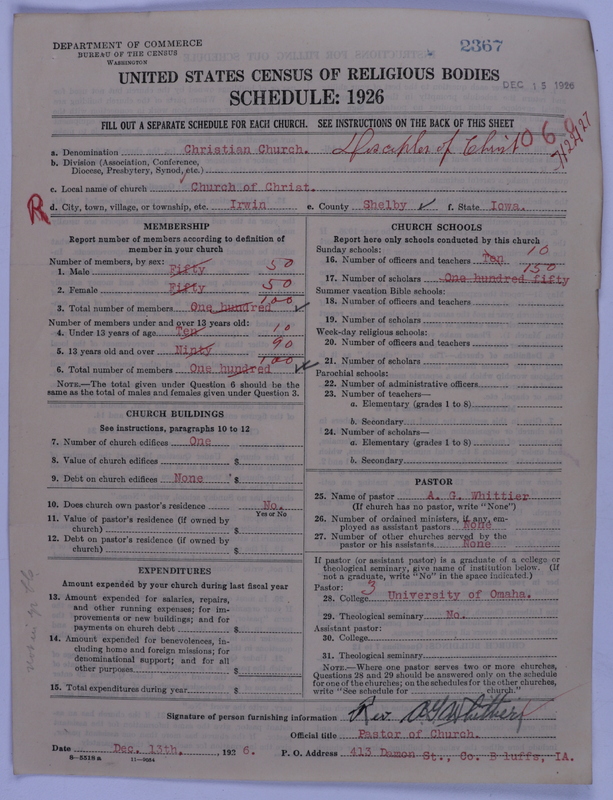 DEPARTMENT OF COMMERCE
BUREAU OF THE CENSUS
WASHINGTON
2367
UNITED STATES CENSUS OF RELIGIOUS BODIES
DEC 15 1926
SCHEDULE: 1926
FILL OUT A SEPARATE SCHEDULE FOR EACH CHURCH. SEE INSTRUCTIONS ON THE BACK OF THIS SHEET
a. Denomination Christian Church. Disciples of Christ
b. Division (Association, Conference,
Diocese, Presbytery, Synod, etc.)
c. Local name of church Church of Christ.
R d. City, town, village, or township, etc. Irwin e. County Shelby ✓ f. State Iowa.
MEMBERSHIP
Report number of members according to definition of
member in your church
Number of members, by sex:
1. Male Fifty 50
2. Female Fifty 50
3. Total number of members One hundred 100
Number of members under and over 13 years old:
4. Under 13 years of age Ten 10
5. 13 years old and over Ninty 90
6. Total number of members One hundred 100
NOTE.—The total given under Question 6 should be the
same as the total of males and females given under Question 3.
CHURCH BUILDINGS
See instructions, paragraphs 10 to 12
7. Number of church edifices One
8. Value of church edifices $
9. Debt on church edifices None $
10. Does church own pastor's residence No.
Yes or No
11. Value of pastor's residence (if owned by
church) $
12. Debt on pastor's residence (if owned by
church) $
EXPENDITURES
Amount expended by your church during last fiscal year
13. Amount expended for salaries, repairs,
and other running expenses; for im-
provements or new buildings; and for
payments on church debt $
14. Amount expended for benevolences, in-
cluding home and foreign missions; for
denominational support; and for all
other purposes $
15. Total expenditures during year $
CHURCH SCHOOLS
Report here only schools conducted by this church
Sunday schools:
16. Number of officers and teachers Ten 10
17. Number of scholars One hundred fifty 150
Summer vacation Bible schools:
18. Number of officers and teachers
19. Number of scholars
Week-day religious schools:
20. Number of officers and teachers
21. Number of scholars
Parochial schools:
22. Number of administrative officers
23. Number of teachers—
a. Elementary (grades 1 to 8)
b. Secondary
24. Number of scholars—
a. Elementary (grades 1 to 8)
b. Secondary
PASTOR
25. Name of pastor A. G. Whittier
(If church has no pastor, write "None")
26. Number of ordained ministers, if any, em-
ployed as assistant pastors None
27. Number of other churches served by the
pastor or his assistants None
If pastor (or assistant pastor) is a graduate of a college or
theological seminary, give name of institution below. (If
not a graduate, write "No" in the space indicated.)
Pastor: 3
28. College University of Omaha.
29. Theological seminary No.
Assistant pastor:
30. College
31. Theological seminary
NOTE.—Where one pastor serves two or more churches,
Questions 28 and 29 should be answered only on the schedule
for one of the churches; on the schedules for the other churches,
write "See schedule for church."
Signature of person furnishing information Rev. A G Whittier
Official title Pastor of Church.
Date Dec. 13th. , 192 6. P. O. Address 413 Damon St., Co. Bluffs, IA.
8—5518 a 11—9084